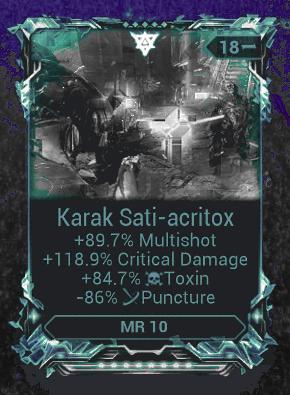 18
Karak Sati-acritox
+89.7% Multishot
+118.9% Critical Damage
+84.7% Toxin
-86% Puncture
MR 10